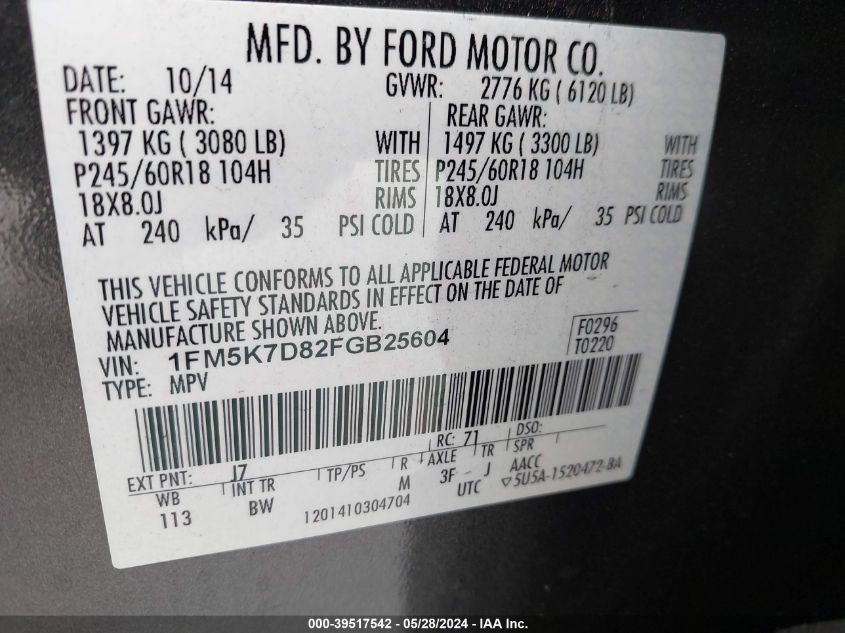 MFD. BY FORD MOTOR CO.
DATE: 10/14 GVWR: 2776 KG ( 6120 LB)
FRONT GAWR: REAR GAWR:
1397 KG ( 3080 LB) WITH 1497 KG ( 3300 LB) WITH
P245/60R18 104H TIRES P245/60R18 104H TIRES
18X8.0J RIMS 18X8.0J RIMS
AT 240 kPa/ 35 PSI COLD AT 240 kPa/ 35 PSI COLD
THIS VEHICLE CONFORMS TO ALL APPLICABLE FEDERAL MOTOR
VEHICLE SAFETY STANDARDS IN EFFECT ON THE DATE OF
MANUFACTURE SHOWN ABOVE.
VIN: 1FM5K7D82FGB25604 F0296
TYPE: MPV T0220
EXT PNT: J7 RC: 71 DSO:
WB INT TR TP/PS R AXLE TR SPR
113 BW M 3F J AACC
1201410304704 UTC ▽5U5A-1520472-BA
000-39517542 - 05/28/2024 - IAA Inc.